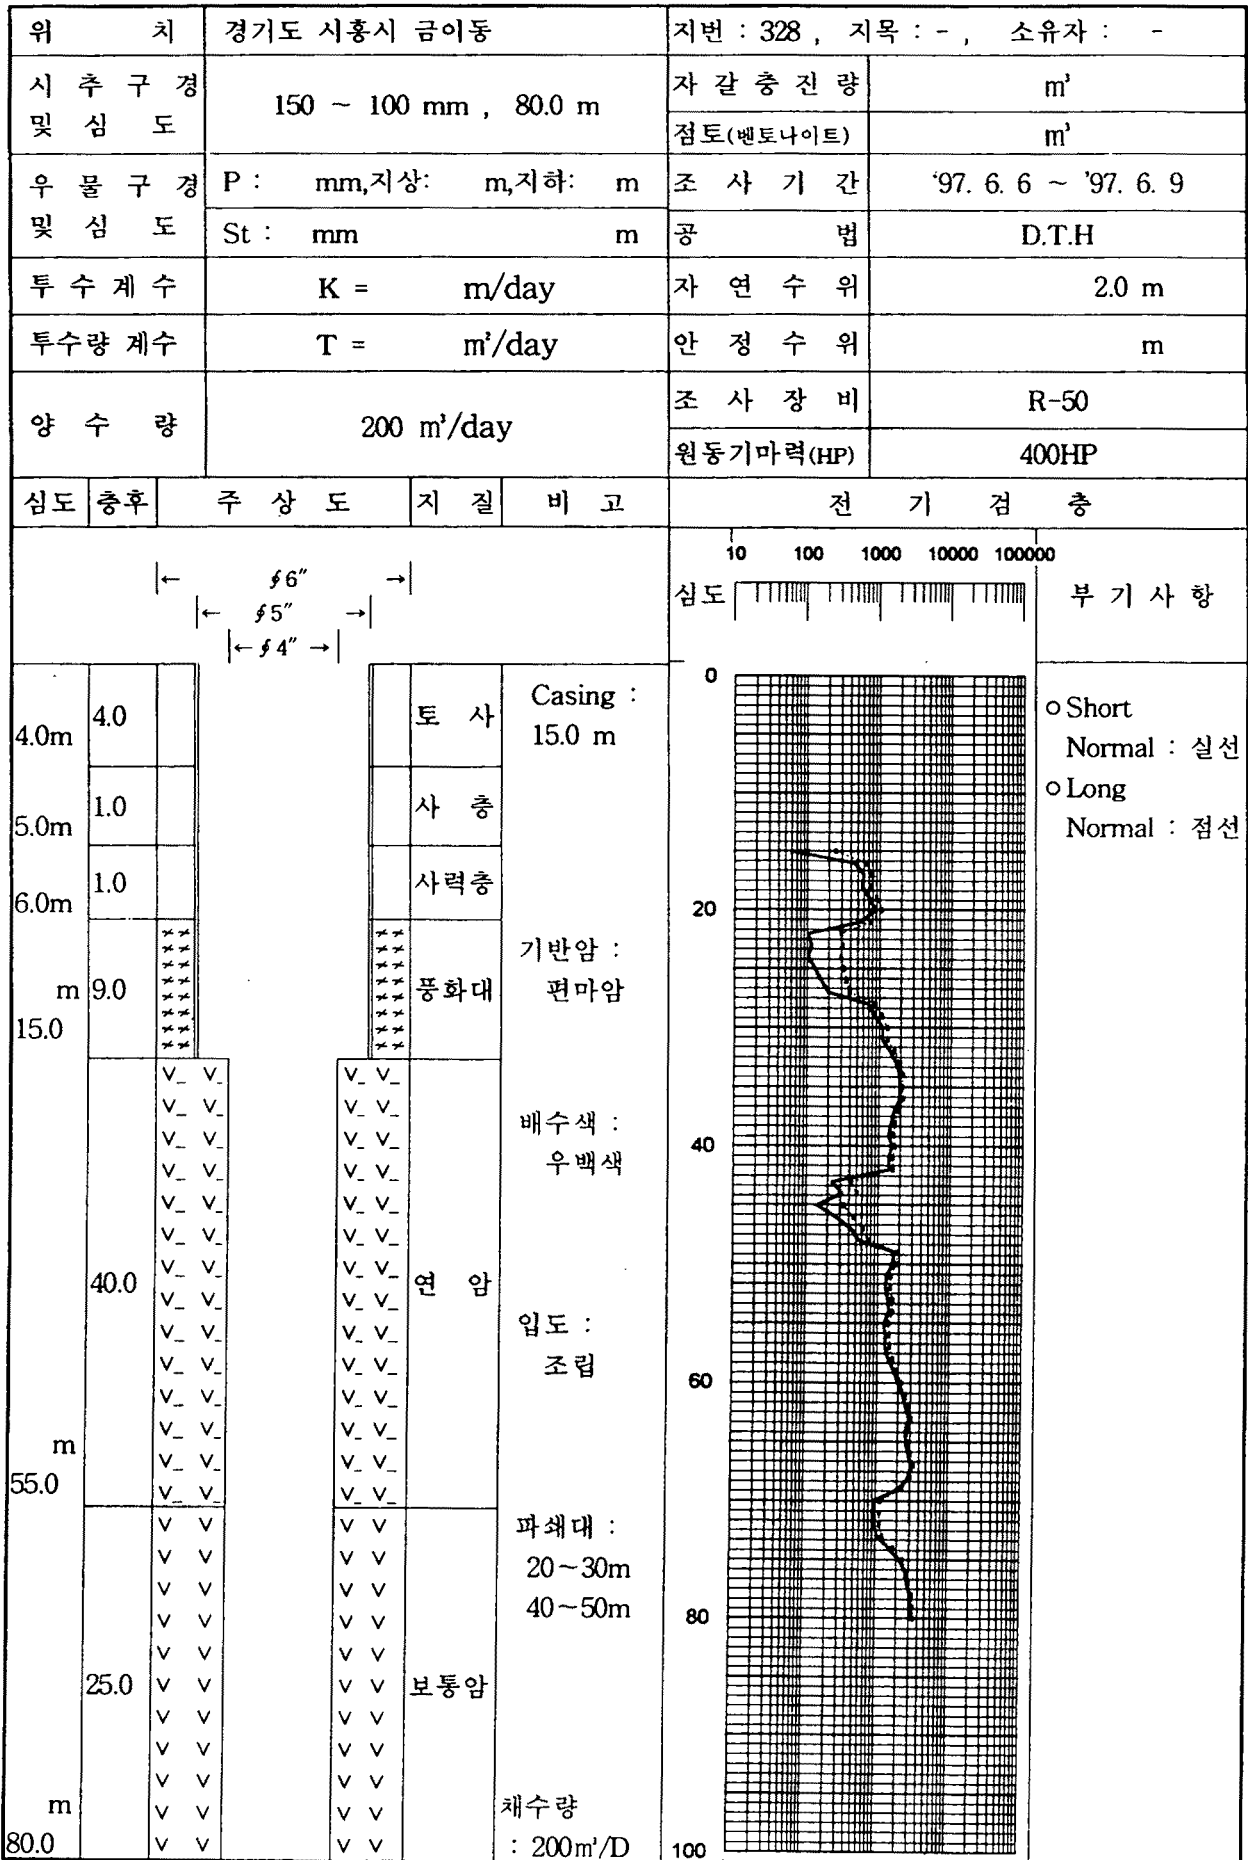 위 치 경기도 시흥시 금이동 지번 : 328 , 지목 : - , 소유자 : -
시 추 구 경 및 심 도 150 ~ 100 mm , 80.0 m 자 갈 충 진 량 m³
점토(벤토나이트) m³
우 물 구 경 및 심 도 P : mm,지상: m,지하: m 조 사 기 간 '97. 6. 6 ~ '97. 6. 9
St : mm m 공 법 D.T.H
투 수 계 수 K = m/day 자 연 수 위 2.0 m
투수량 계수 T = m²/day 안 정 수 위 m
양 수 량 200 m³/day 조 사 장 비 R-50
원동기마력(HP) 400HP
심도 층후 주 상 도 지 질 비 고 전 기 검 층
10 100 1000 10000 100000
심도 부 기 사 항
← ∮6″ →
← ∮5″ →
← ∮4″ →
4.0m 4.0 토 사 Casing :
15.0 m
5.0m 1.0 사 층
6.0m 1.0 사력층
m 15.0 9.0 풍화대 기반암 :
편마암
배수색 :
우백색
m 55.0 40.0 연 암 입도 :
조립
파쇄대 :
20~30m
40~50m
m 80.0 25.0 보통암
채수량
: 200m³/D
0
20
40
60
80
100
○ Short
Normal : 실선
○ Long
Normal : 점선